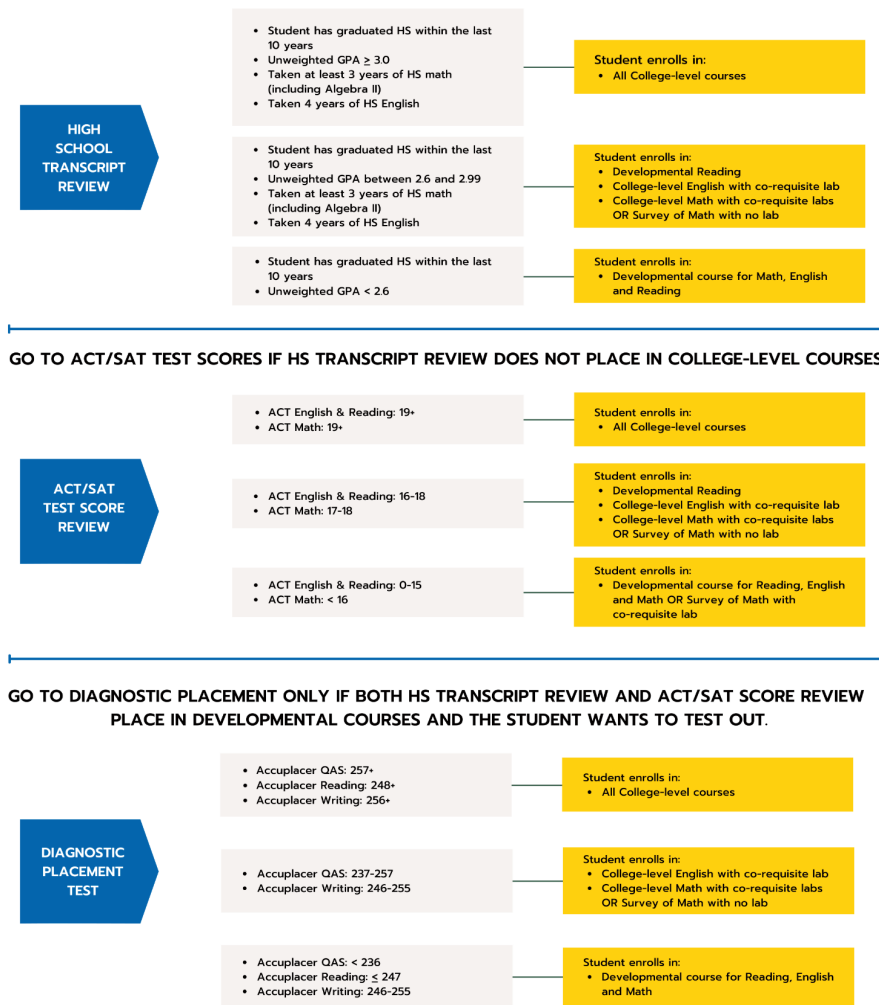 HIGH
SCHOOL
TRANSCRIPT
REVIEW
• Student has graduated HS within the last
10 years
• Unweighted GPA ≥ 3.0
• Taken at least 3 years of HS math
(including Algebra II)
• Taken 4 years of HS English
Student enrolls in:
• All College-level courses
• Student has graduated HS within the last
10 years
• Unweighted GPA between 2.6 and 2.99
• Taken at least 3 years of HS math
(including Algebra II)
• Taken 4 years of HS English
Student enrolls in:
• Developmental Reading
• College-level English with co-requisite lab
• College-level Math with co-requisite labs
OR Survey of Math with no lab
• Student has graduated HS within the last
10 years
• Unweighted GPA < 2.6
Student enrolls in:
• Developmental course for Math, English
and Reading
GO TO ACT/SAT TEST SCORES IF HS TRANSCRIPT REVIEW DOES NOT PLACE IN COLLEGE-LEVEL COURSES
ACT/SAT
TEST SCORE
REVIEW
• ACT English & Reading: 19+
• ACT Math: 19+
Student enrolls in:
• All College-level courses
• ACT English & Reading: 16-18
• ACT Math: 17-18
Student enrolls in:
• Developmental Reading
• College-level English with co-requisite lab
• College-level Math with co-requisite labs
OR Survey of Math with no lab
• ACT English & Reading: 0-15
• ACT Math: < 16
Student enrolls in:
• Developmental course for Reading, English
and Math OR Survey of Math with
co-requisite lab
GO TO DIAGNOSTIC PLACEMENT ONLY IF BOTH HS TRANSCRIPT REVIEW AND ACT/SAT SCORE REVIEW
PLACE IN DEVELOPMENTAL COURSES AND THE STUDENT WANTS TO TEST OUT.
DIAGNOSTIC
PLACEMENT
TEST
• Accuplacer QAS: 257+
• Accuplacer Reading: 248+
• Accuplacer Writing: 256+
Student enrolls in:
• All College-level courses
• Accuplacer QAS: 237-257
• Accuplacer Writing: 246-255
Student enrolls in:
• College-level English with co-requisite lab
• College-level Math with co-requisite labs
OR Survey of Math with no lab
• Accuplacer QAS: < 236
• Accuplacer Reading: ≤ 247
• Accuplacer Writing: 246-255
Student enrolls in:
• Developmental course for Reading, English
and Math